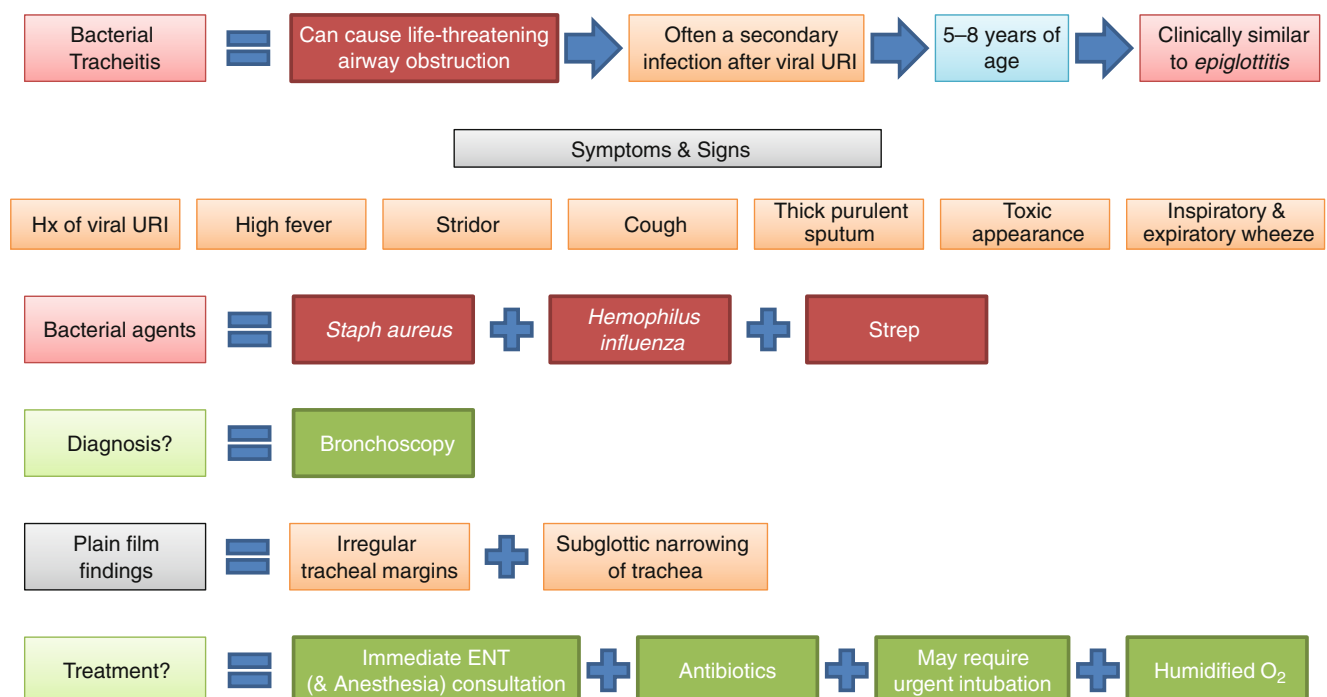 Bacterial
Tracheitis
Can cause life-threatening
airway obstruction
Often a secondary
infection after viral URI
5–8 years of
age
Clinically similar
to epiglottitis
Symptoms & Signs
Hx of viral URI
High fever
Stridor
Cough
Thick purulent
sputum
Toxic
appearance
Inspiratory &
expiratory wheeze
Bacterial agents
Staph aureus
Hemophilus
influenza
Strep
Diagnosis?
Bronchoscopy
Plain film
findings
Irregular
tracheal margins
Subglottic narrowing
of trachea
Treatment?
Immediate ENT
(& Anesthesia) consultation
Antibiotics
May require
urgent intubation
Humidified O₂